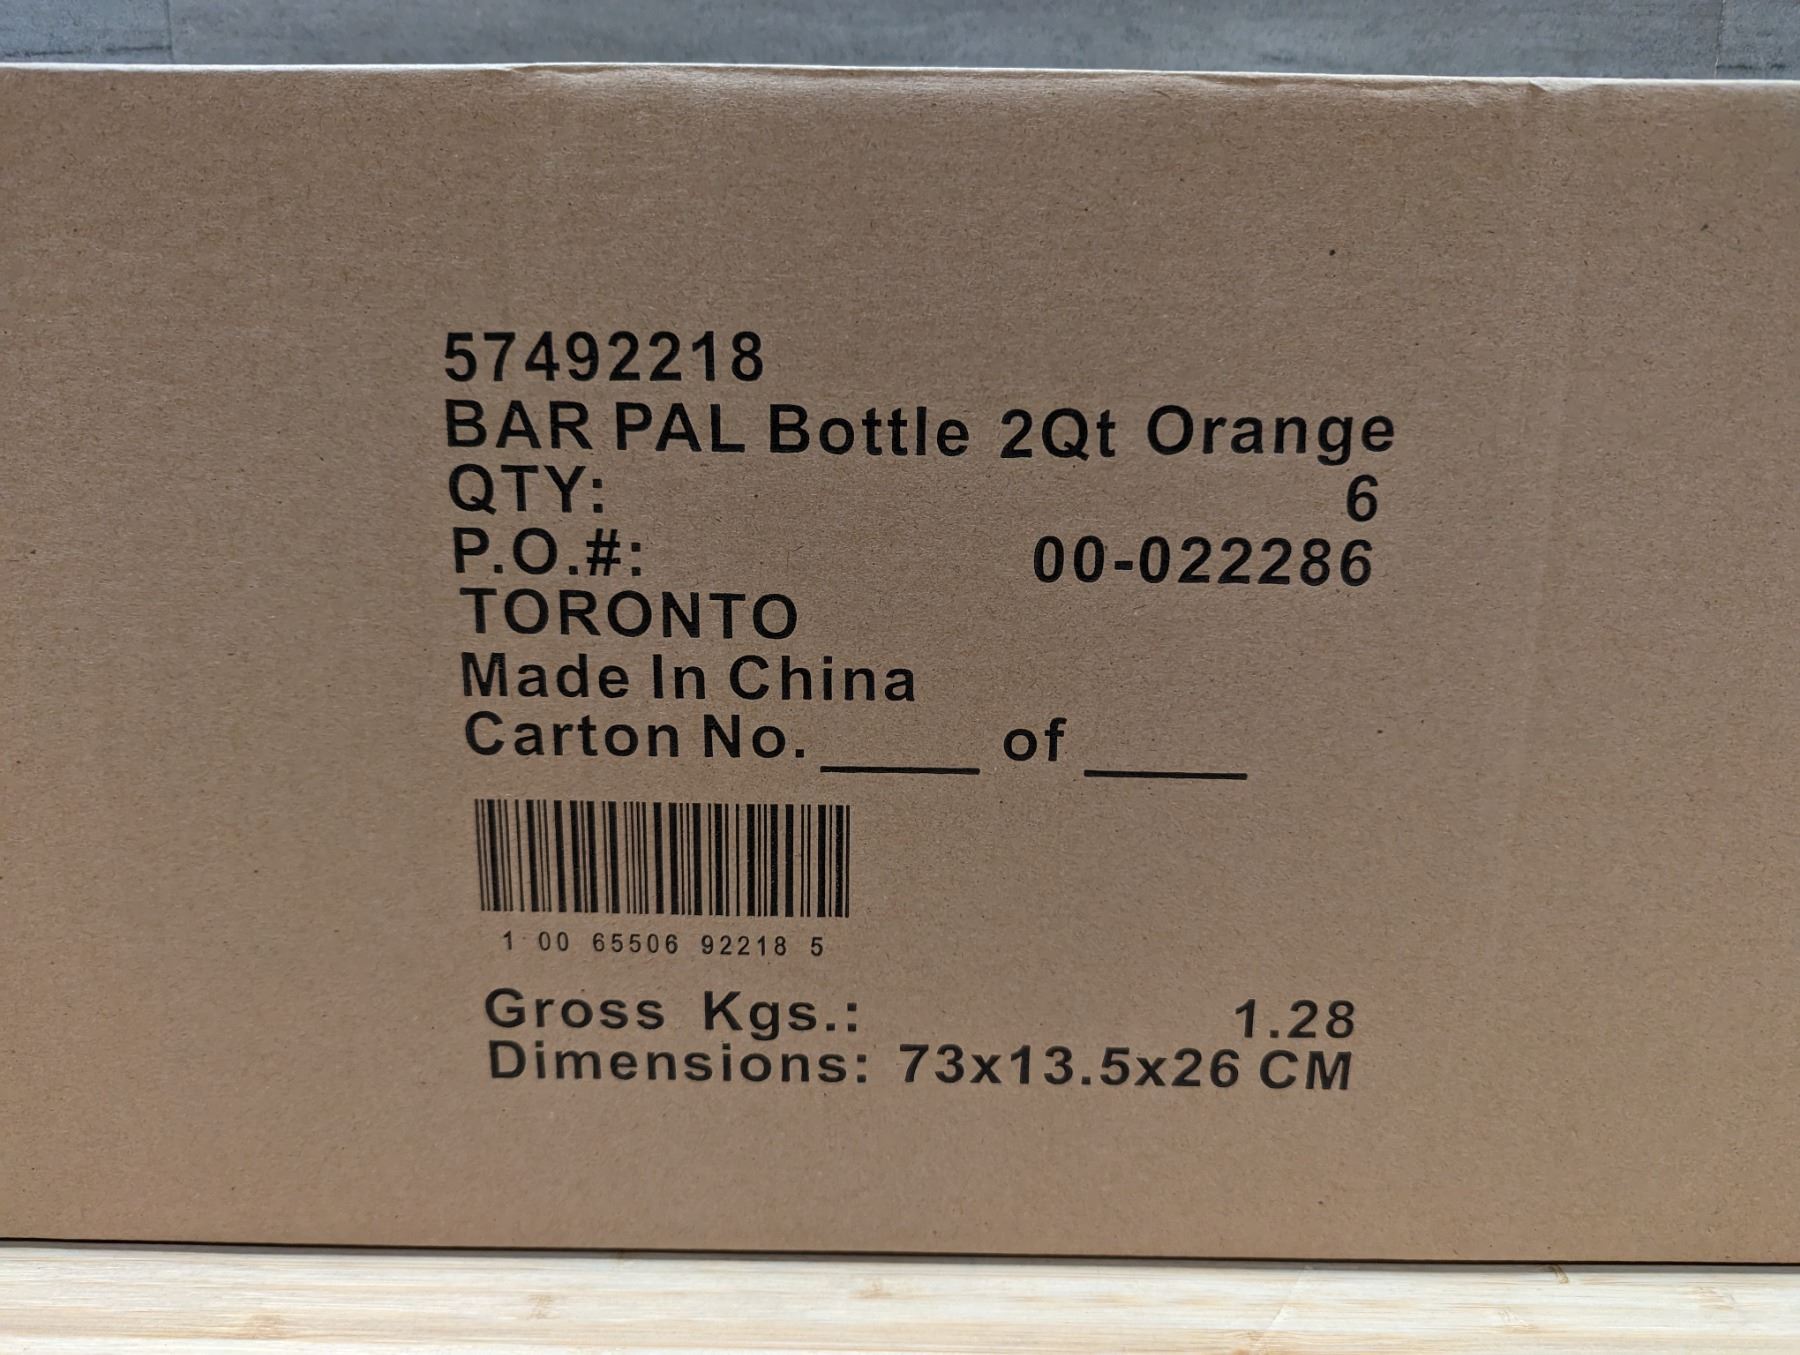 57492218
BAR PAL Bottle 2Qt Orange
QTY: 6
P.O.#: 00-022286
TORONTO
Made In China
Carton No. _____ of _____
1 00 65506 92218 5
Gross Kgs.: 1.28
Dimensions: 73x13.5x26 CM